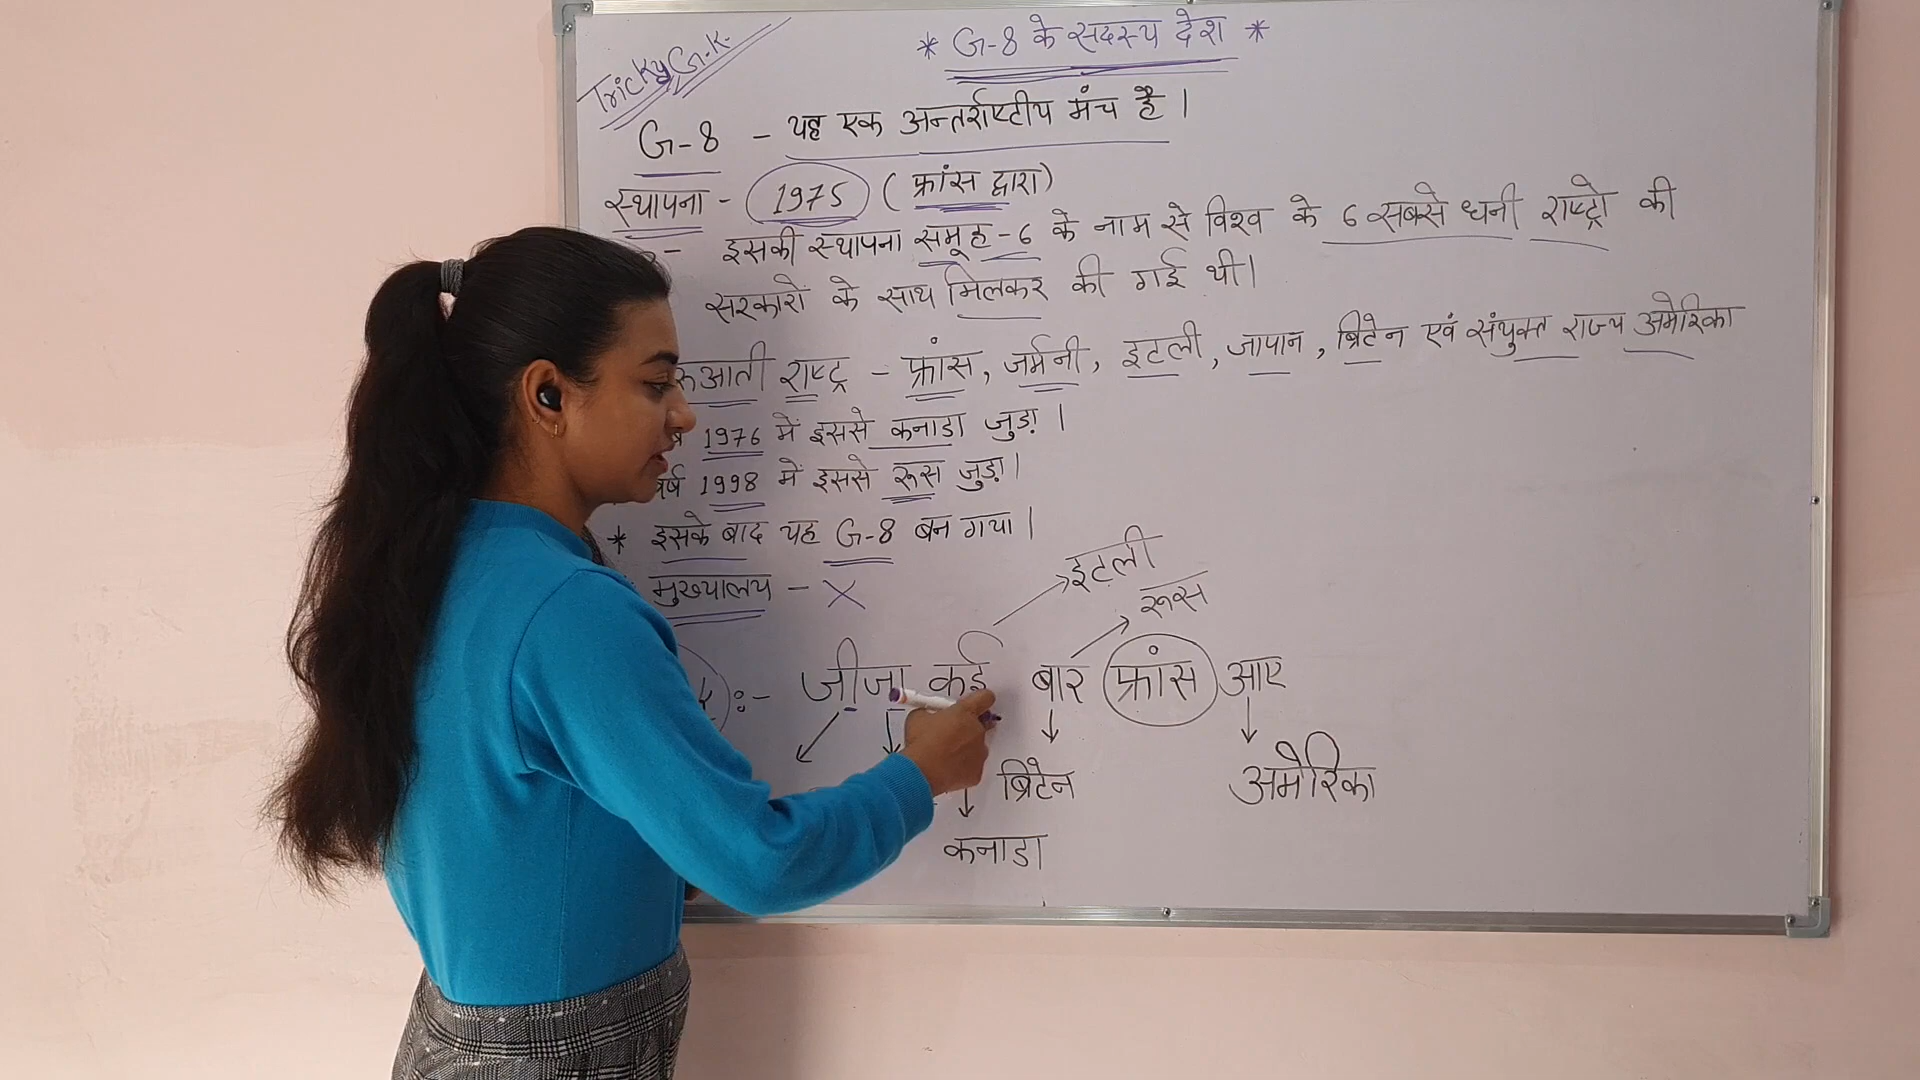 Tricky G.K.
* G-8 के सदस्य देश *
G-8 - यह एक अन्तर्राष्ट्रीय मंच है।
स्थापना - 1975 (फ्रांस द्वारा)
- इसकी स्थापना समूह-6 के नाम से विश्व के 6 सबसे धनी राष्ट्रो की
सरकारों के साथ मिलकर की गई थी।
रुआती राष्ट्र - फ्रांस, जर्मनी, इटली, जापान, ब्रिटेन एवं संयुक्त राज्य अमेरिका
1976 में इससे कनाडा जुड़ा।
वर्ष 1998 में इससे रूस जुड़ा।
* इसके बाद यह G-8 बन गया।
मुख्यालय - X
इटली
रूस
:- जीजा कई बार फ्रांस आए
ब्रिटेन
अमेरिका
कनाडा